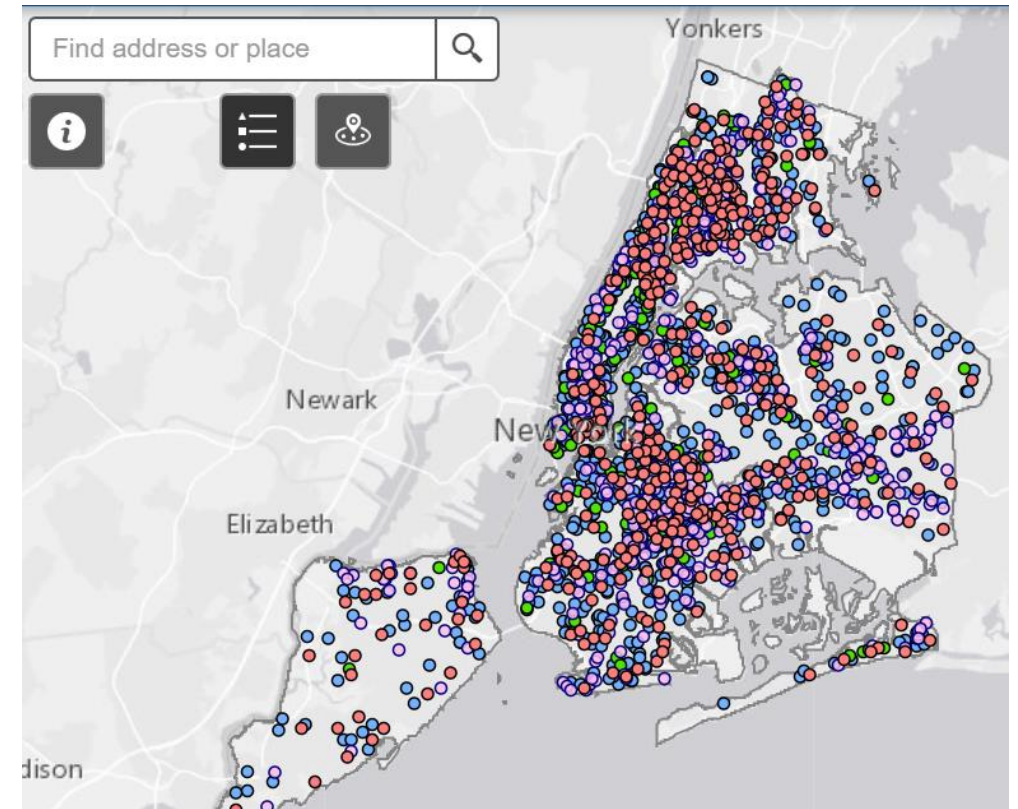 Yonkers
Find address or place
i
Newark
New York
Elizabeth
dison